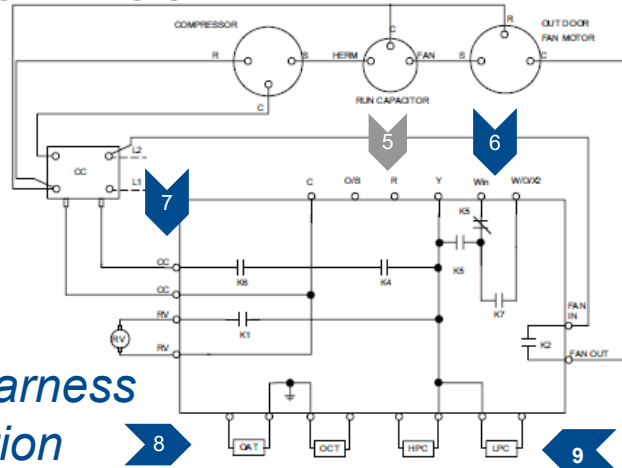 COMPRESSOR
OUT DOOR
FAN MOTOR
R
C
R
S
HERM
FAN
S
C
C
RUN CAPACITOR
5
6
CC
L2
L1
7
C
O/B
R
Y
Win
W/D/X2
K5
K5
CC
K6
K4
CC
K7
FAN
IN
RV
K1
K2
RV
RV
FAN OUT
arness
tion
8
OAT
OCT
HPC
LPC
9